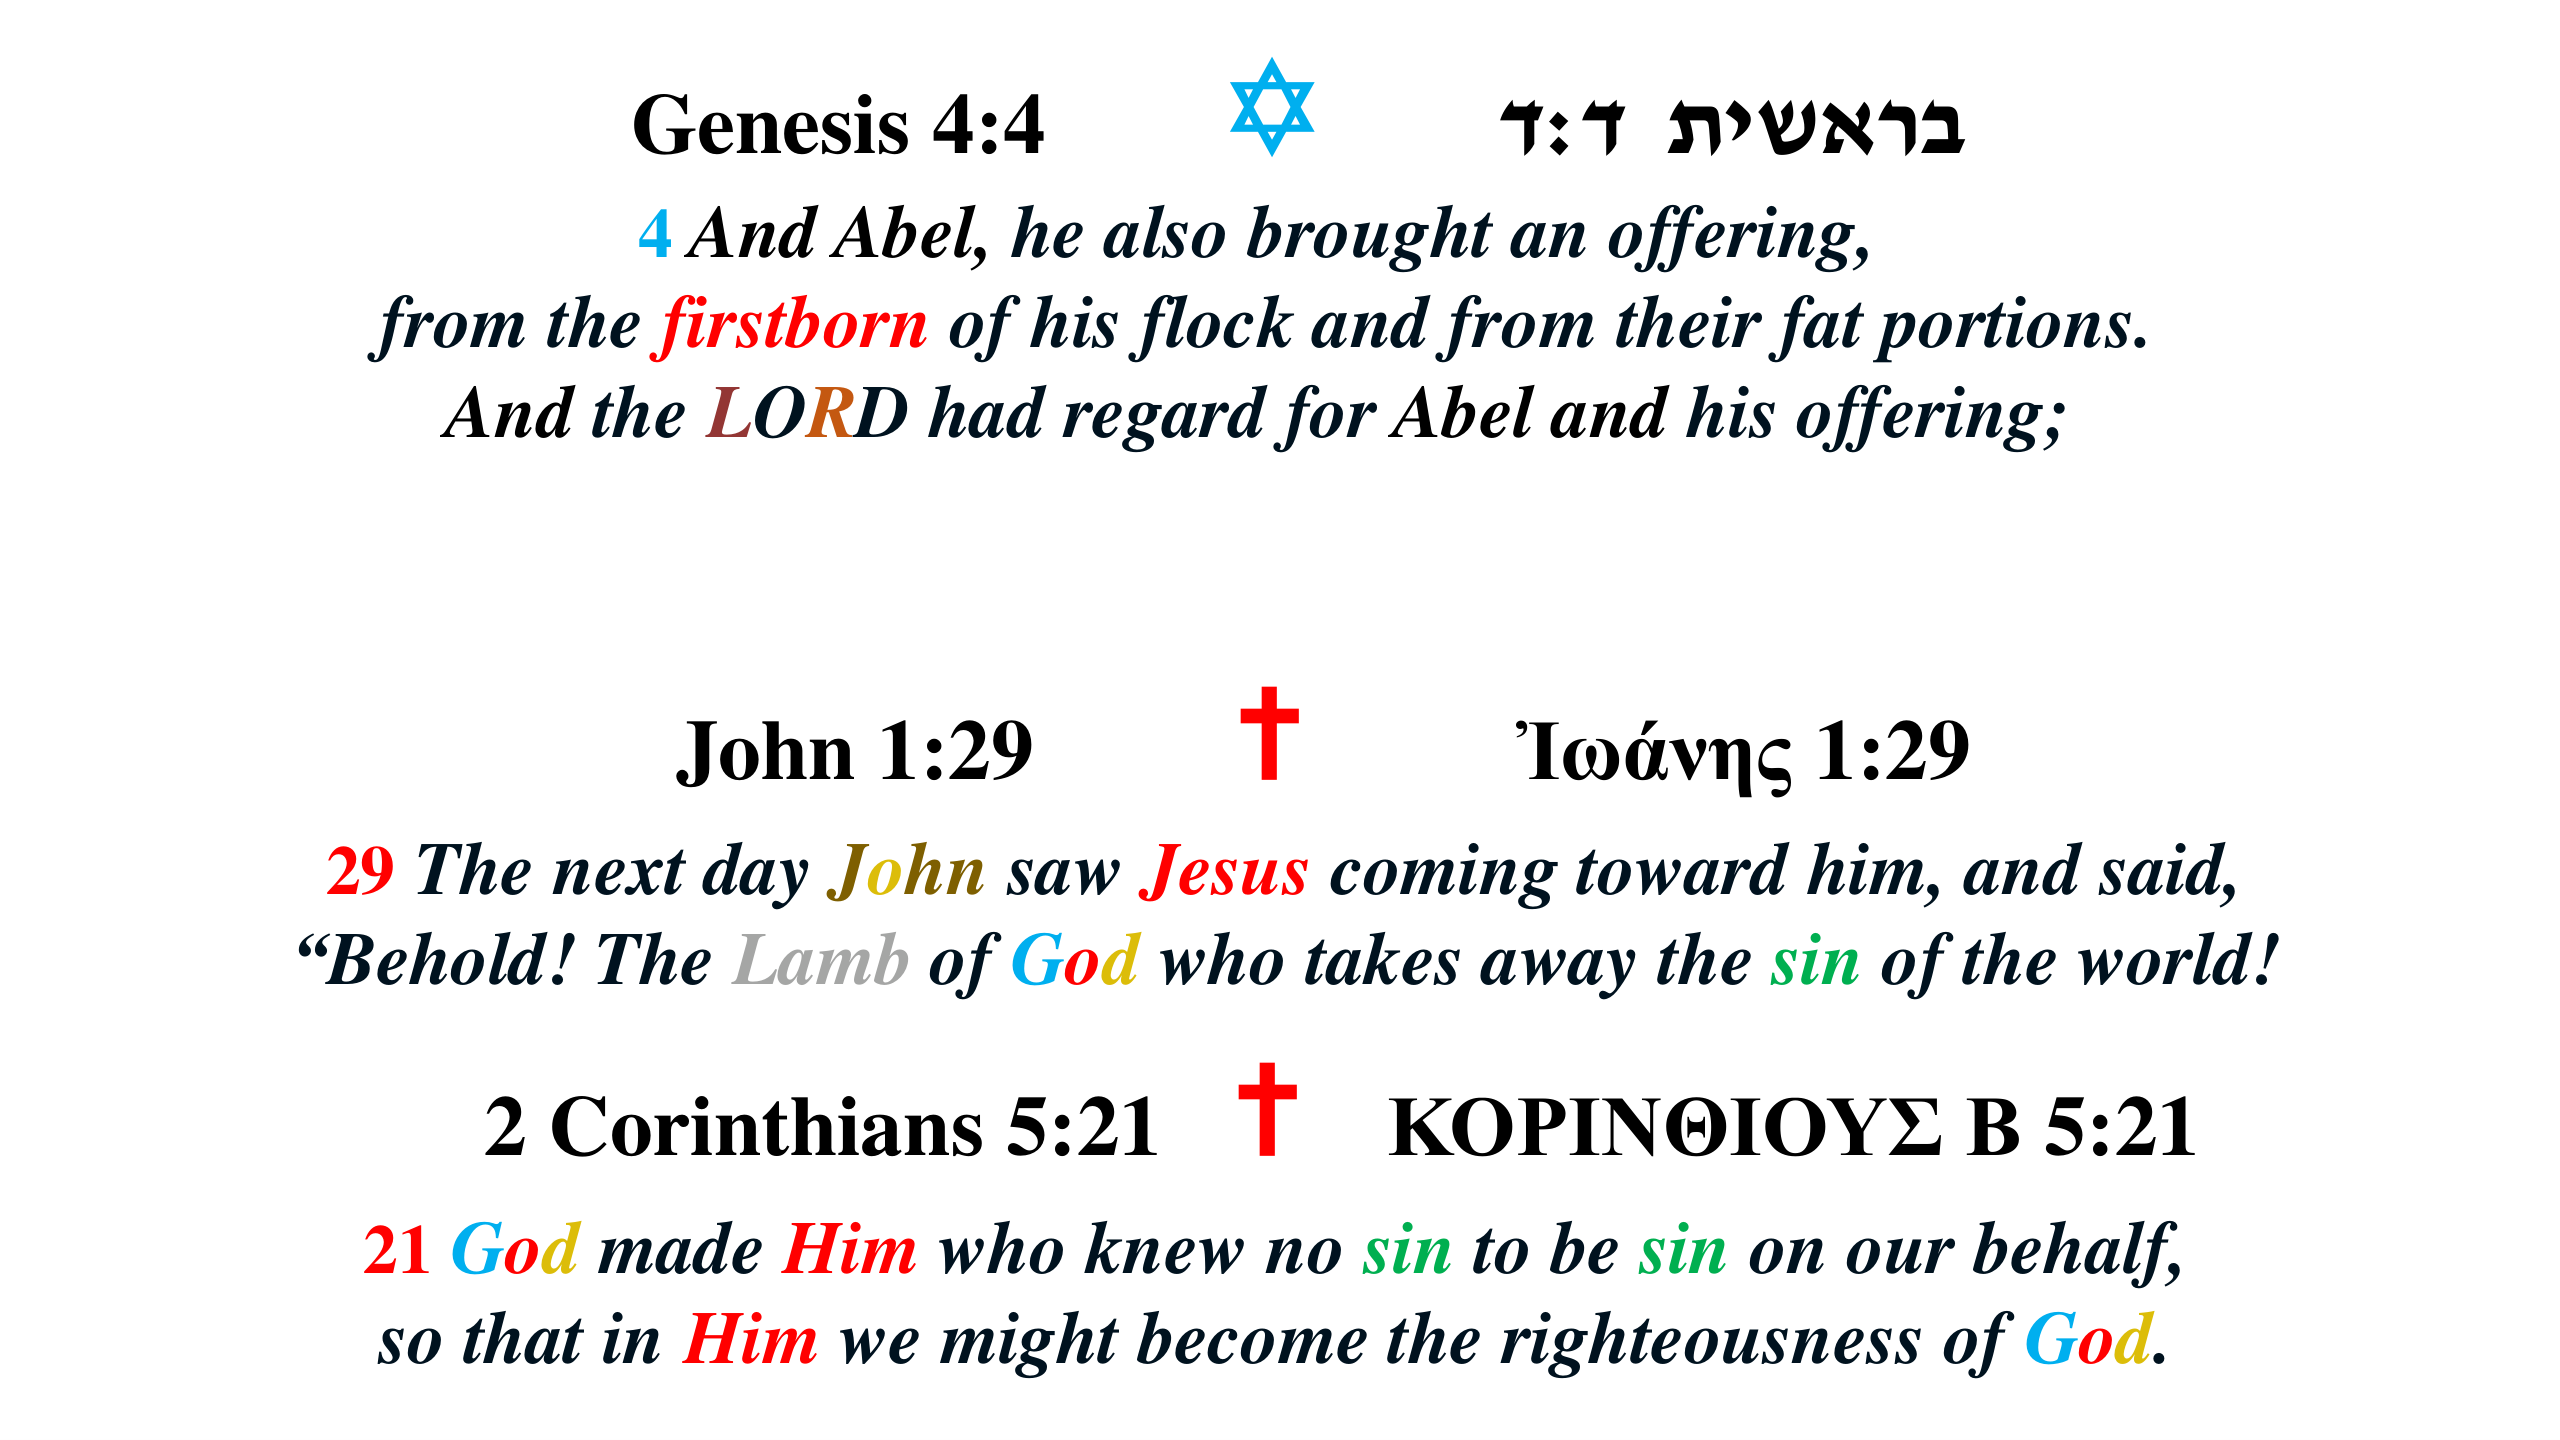 Genesis 4:4 ✡ בראשית ד:ד
4 And Abel, he also brought an offering,
from the firstborn of his flock and from their fat portions.
And the LORD had regard for Abel and his offering;
John 1:29 ✝ Ἰωάνης 1:29
29 The next day John saw Jesus coming toward him, and said,
“Behold! The Lamb of God who takes away the sin of the world!
2 Corinthians 5:21 ✝ ΚΟΡΙΝΘΙΟΥΣ Β 5:21
21 God made Him who knew no sin to be sin on our behalf,
so that in Him we might become the righteousness of God.